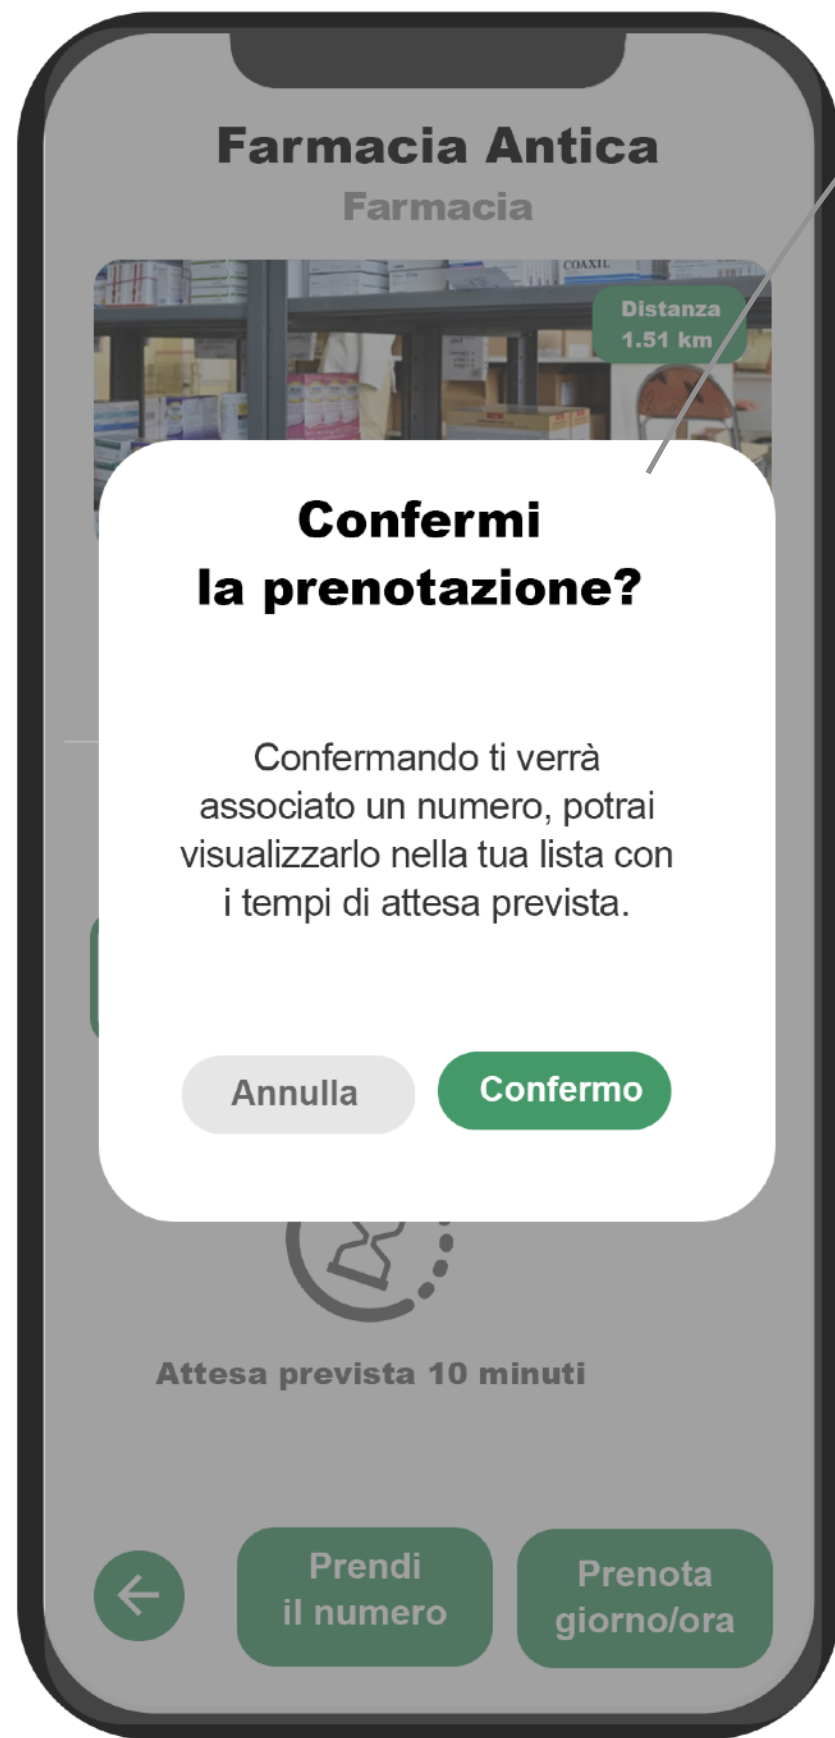 Farmacia Antica
Farmacia
COAXIL
Distanza
1.51 km
Confermi
la prenotazione?
Confermando ti verrà
associato un numero, potrai
visualizzarlo nella tua lista con
i tempi di attesa prevista.
Annulla
Confermo
Attesa prevista 10 minuti
Prendi
il numero
Prenota
giorno/ora